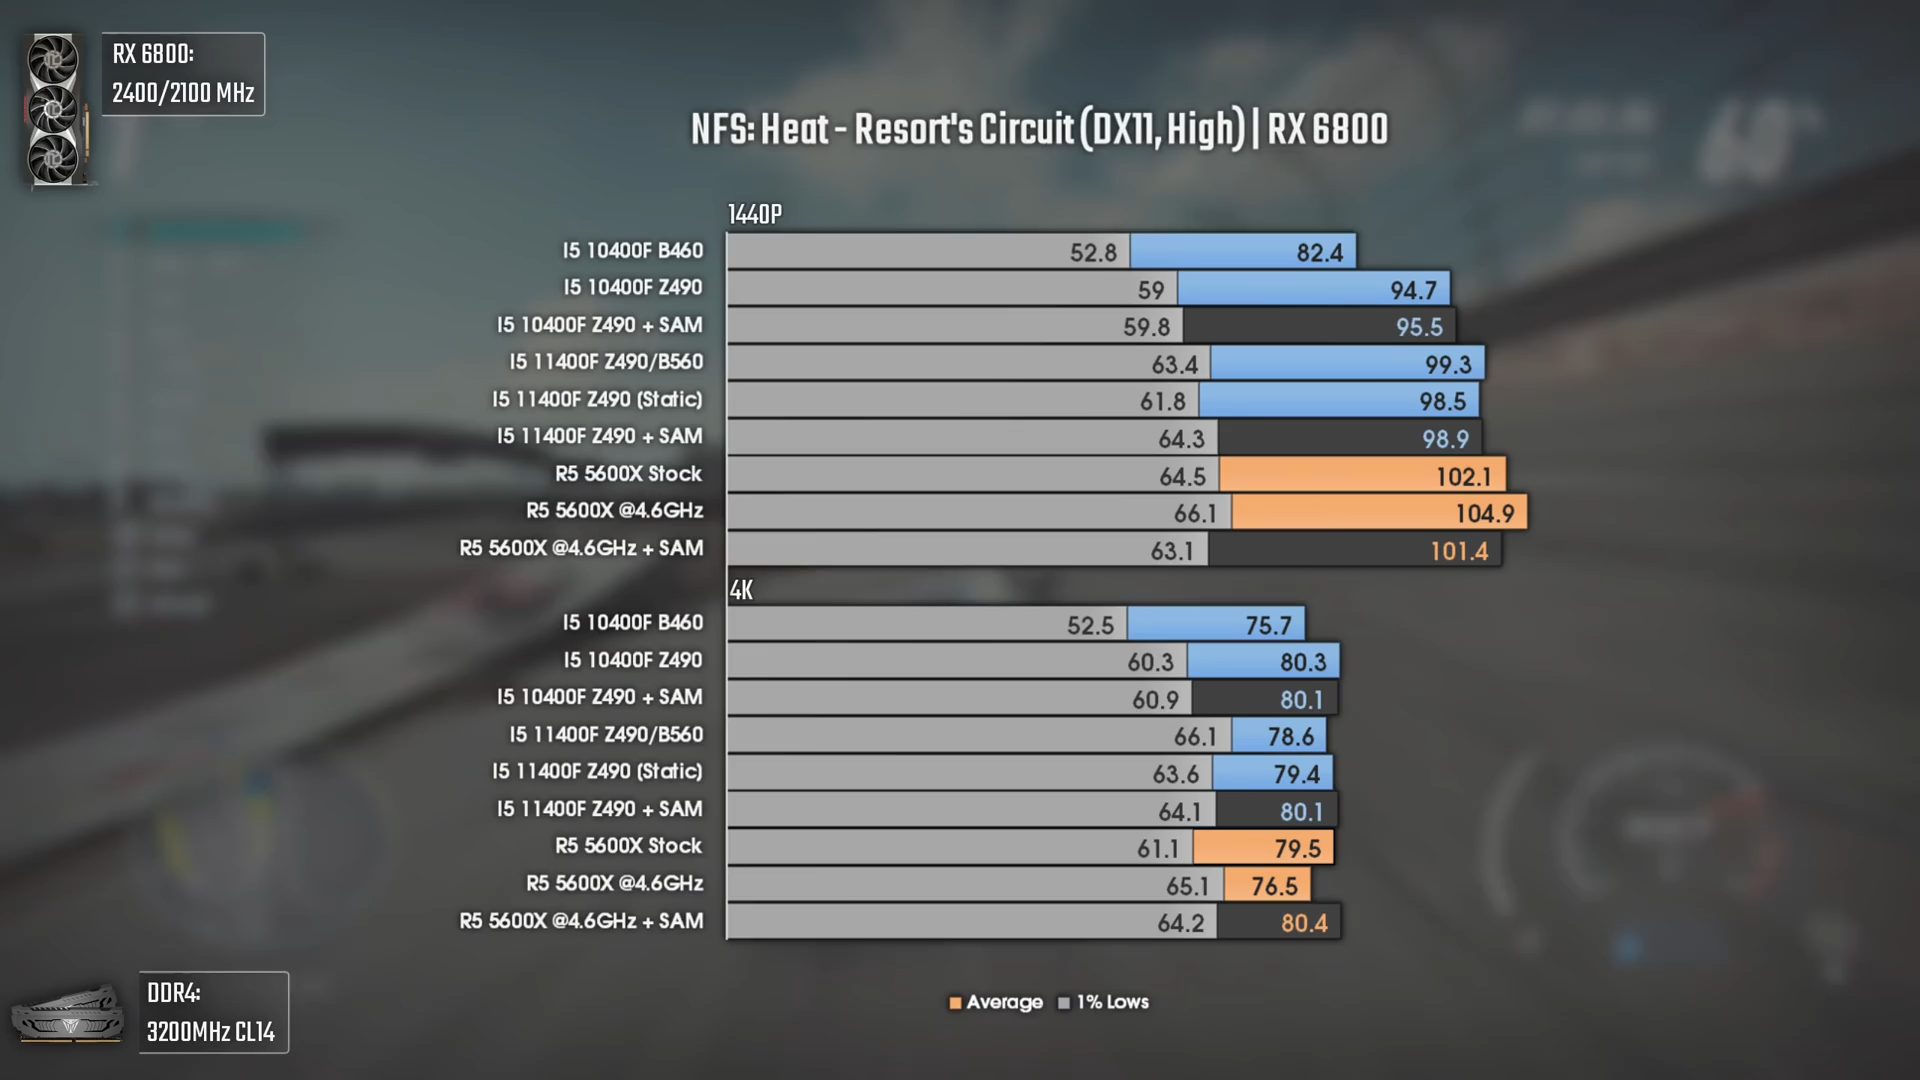 RX 6800:
2400/2100 MHz
NFS: Heat - Resort's Circuit (DX11, High) | RX 6800
1440P
I5 10400F B460 52.8 82.4
I5 10400F Z490 59 94.7
I5 10400F Z490 + SAM 59.8 95.5
I5 11400F Z490/B560 63.4 99.3
I5 11400F Z490 (Static) 61.8 98.5
I5 11400F Z490 + SAM 64.3 98.9
R5 5600X Stock 64.5 102.1
R5 5600X @4.6GHz 66.1 104.9
R5 5600X @4.6GHz + SAM 63.1 101.4
4K
I5 10400F B460 52.5 75.7
I5 10400F Z490 60.3 80.3
I5 10400F Z490 + SAM 60.9 80.1
I5 11400F Z490/B560 66.1 78.6
I5 11400F Z490 (Static) 63.6 79.4
I5 11400F Z490 + SAM 64.1 80.1
R5 5600X Stock 61.1 79.5
R5 5600X @4.6GHz 65.1 76.5
R5 5600X @4.6GHz + SAM 64.2 80.4
Average 1% Lows
DDR4:
3200MHz CL14